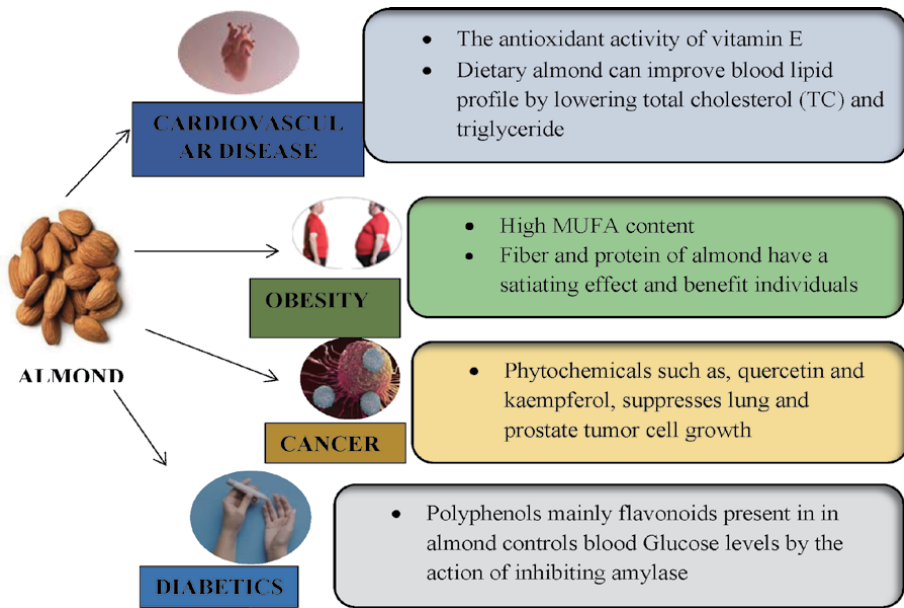 • The antioxidant activity of vitamin E
• Dietary almond can improve blood lipid
profile by lowering total cholesterol (TC) and
triglyceride
CARDIOVASCUL
AR DISEASE
• High MUFA content
• Fiber and protein of almond have a
satiating effect and benefit individuals
OBESITY
ALMOND
• Phytochemicals such as, quercetin and
kaempferol, suppresses lung and
prostate tumor cell growth
CANCER
• Polyphenols mainly flavonoids present in in
almond controls blood Glucose levels by the
action of inhibiting amylase
DIABETICS